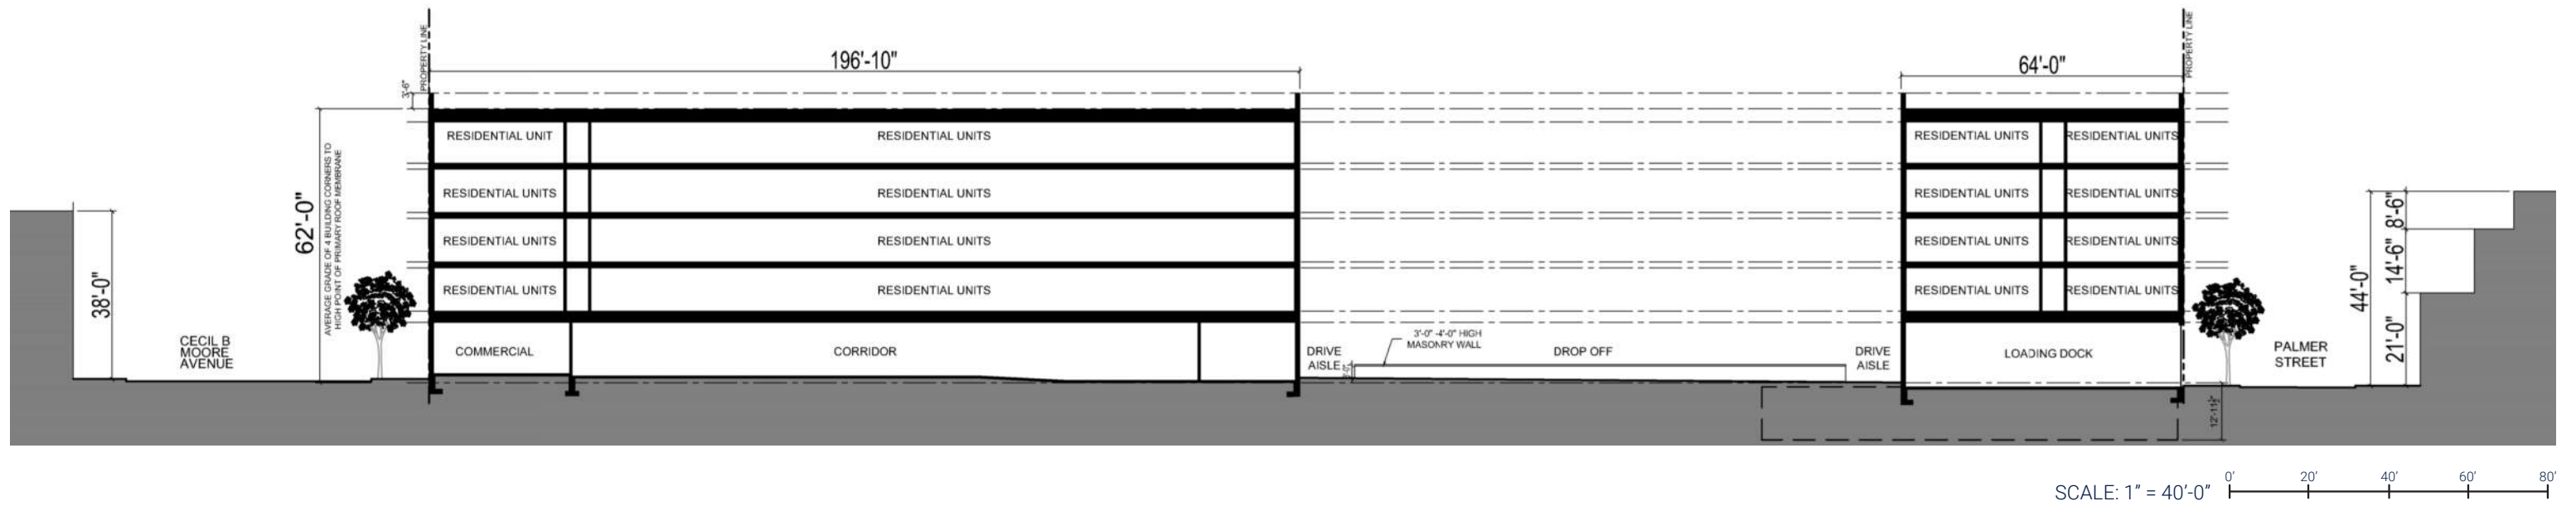 PROPERTY LINE
196'-10"
64'-0"
PROPERTY LINE
3'-6"
RESIDENTIAL UNIT
RESIDENTIAL UNITS
RESIDENTIAL UNITS
RESIDENTIAL UNITS
RESIDENTIAL UNITS
RESIDENTIAL UNITS
RESIDENTIAL UNITS
RESIDENTIAL UNITS
62'-0"
AVERAGE GRADE OF 4 BUILDING CORNERS TO
HIGH POINT OF PRIMARY ROOF MEMBRANE
RESIDENTIAL UNITS
RESIDENTIAL UNITS
RESIDENTIAL UNITS
RESIDENTIAL UNITS
RESIDENTIAL UNITS
RESIDENTIAL UNITS
RESIDENTIAL UNITS
RESIDENTIAL UNITS
38'-0"
44'-0"
8'-6"
14'-6"
21'-0"
CECIL B
MOORE
AVENUE
COMMERCIAL
CORRIDOR
DRIVE
AISLE
3'-0" -4'-0" HIGH
MASONRY WALL
DROP OFF
DRIVE
AISLE
LOADING DOCK
PALMER
STREET
SCALE: 1" = 40'-0"
0' 20' 40' 60' 80'